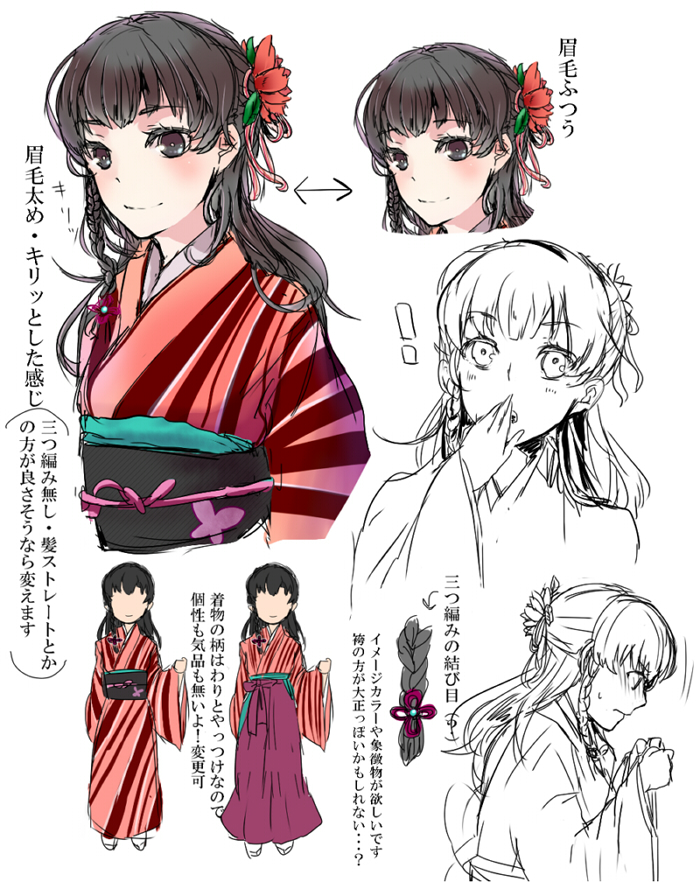 眉毛ふつう
眉毛太め・キリッとした感じ
キリッ
三つ編み無し・髪ストレートとか
の方が良さそうなら変えます
三つ編みの結び目（？）
イメージカラーや象徴物が欲しいです
袴の方が大正っぽいかもしれない・・・？
着物の柄はわりとやっつけなので
個性も気品も無いよ！変更可